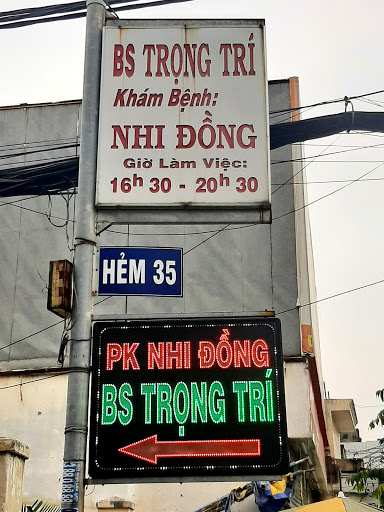 BS TRỌNG TRÍ
Khám Bệnh:
NHI ĐỒNG
Giờ Làm Việc:
16h 30 - 20h 30
HẺM 35
PK NHI ĐỒNG
BS TRỌNG TRÍ